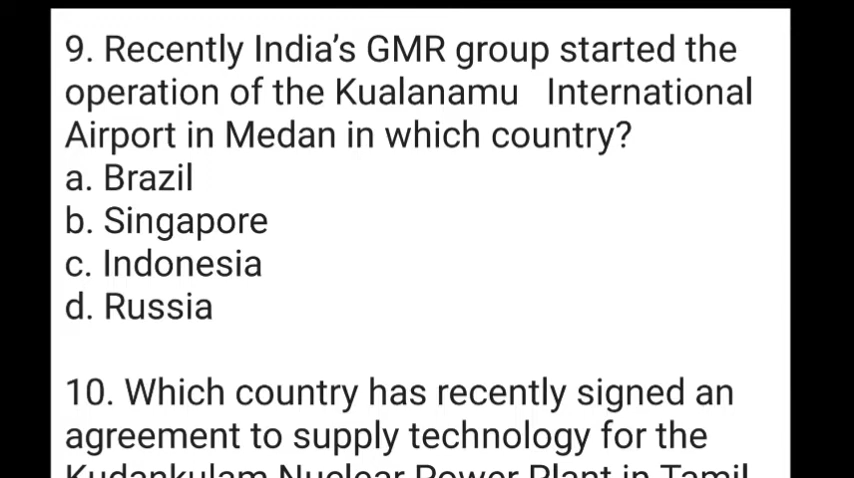 9. Recently India's GMR group started the
operation of the Kualanamu International
Airport in Medan in which country?
a. Brazil
b. Singapore
c. Indonesia
d. Russia
10. Which country has recently signed an
agreement to supply technology for the
Kudankulam Nuclear Power Plant in Tamil